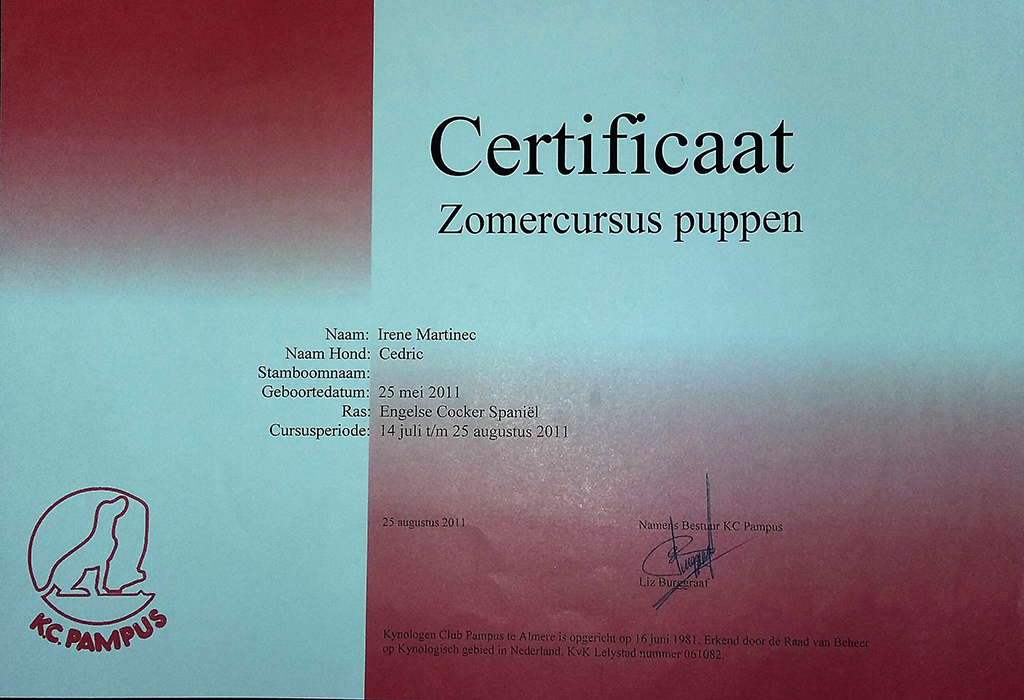 Certificaat
Zomercursus puppen
Naam: Irene Martinec
Naam Hond: Cedric
Stamboomnaam:
Geboortedatum: 25 mei 2011
Ras: Engelse Cocker Spaniël
Cursusperiode: 14 juli t/m 25 augustus 2011
25 augustus 2011
Namens Bestuur KC Pampus
Liz Burggraaf
K.C. PAMPUS
Kynologen Club Pampus te Almere is opgericht op 16 juni 1981. Erkend door de Raad van Beheer
op Kynologisch gebied in Nederland. KvK Lelystad nummer 061082.